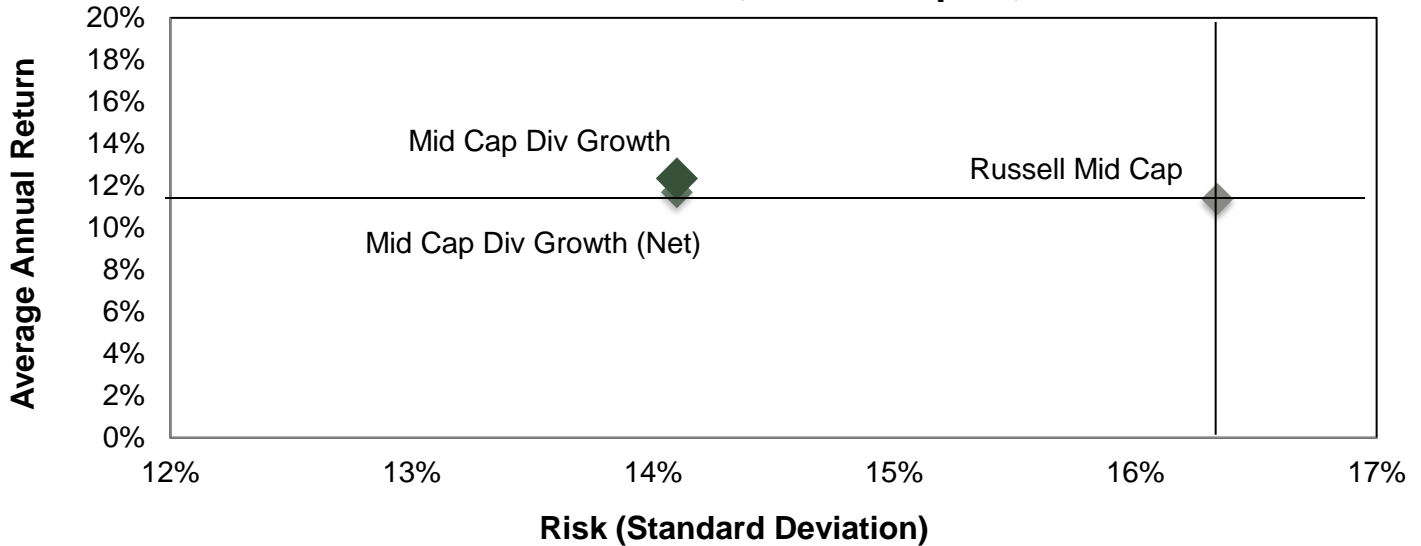 20%
18%
16%
14%
12%
10%
8%
6%
4%
2%
0%
Average Annual Return
Mid Cap Div Growth
Russell Mid Cap
Mid Cap Div Growth (Net)
12% 13% 14% 15% 16% 17%
Risk (Standard Deviation)